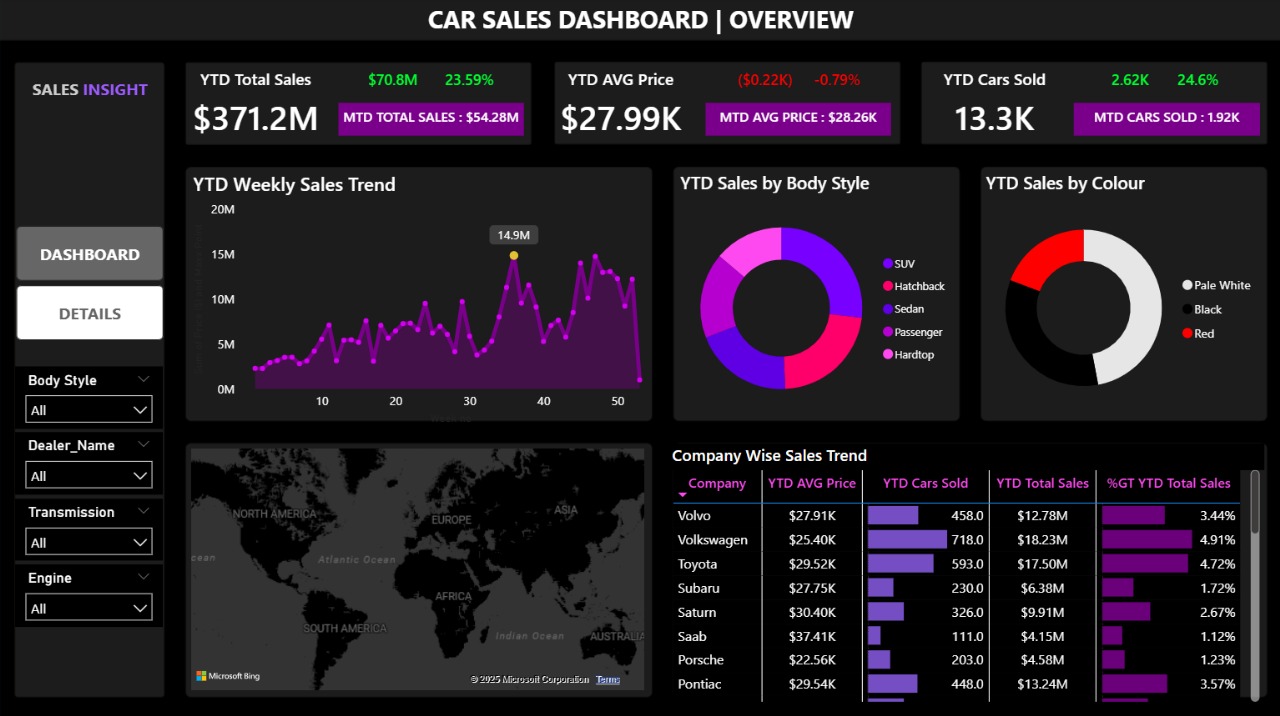 CAR SALES DASHBOARD | OVERVIEW
SALES INSIGHT
DASHBOARD
DETAILS
Body Style
All
Dealer_Name
All
Transmission
All
Engine
All
YTD Total Sales $70.8M 23.59%
$371.2M MTD TOTAL SALES : $54.28M
YTD AVG Price ($0.22K) -0.79%
$27.99K MTD AVG PRICE : $28.26K
YTD Cars Sold 2.62K 24.6%
13.3K MTD CARS SOLD : 1.92K
YTD Weekly Sales Trend
20M
15M
10M
5M
0M
14.9M
10 20 30 40 50
YTD Sales by Body Style
SUV
Hatchback
Sedan
Passenger
Hardtop
YTD Sales by Colour
Pale White
Black
Red
NORTH AMERICA
EUROPE
ASIA
cean
Atlantic Ocean
AFRICA
SOUTH AMERICA
Indian Ocean
AUSTRALIA
Microsoft Bing
© 2025 Microsoft Corporation Terms
Company Wise Sales Trend
Company YTD AVG Price YTD Cars Sold YTD Total Sales %GT YTD Total Sales
Volvo $27.91K 458.0 $12.78M 3.44%
Volkswagen $25.40K 718.0 $18.23M 4.91%
Toyota $29.52K 593.0 $17.50M 4.72%
Subaru $27.75K 230.0 $6.38M 1.72%
Saturn $30.40K 326.0 $9.91M 2.67%
Saab $37.41K 111.0 $4.15M 1.12%
Porsche $22.56K 203.0 $4.58M 1.23%
Pontiac $29.54K 448.0 $13.24M 3.57%